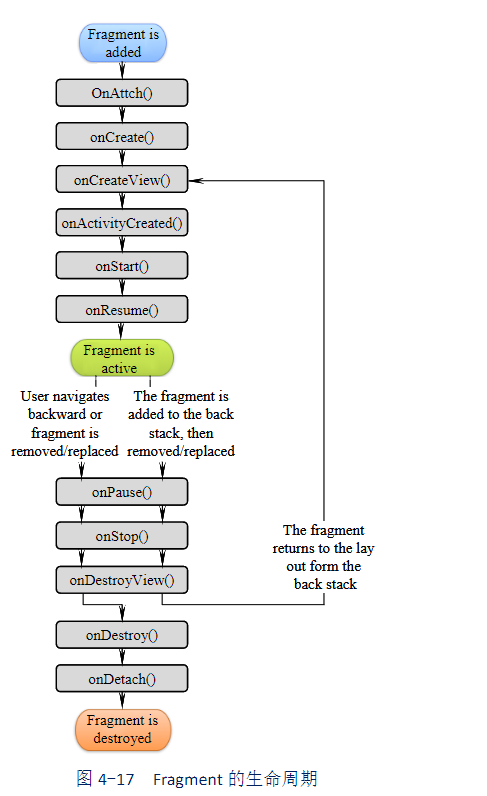 Fragment is
added
OnAttch()
onCreate()
onCreateView()
onActivityCreated()
onStart()
onResume()
Fragment is
active
User navigates
backward or
fragment is
removed/replaced
The fragment is
added to the back
stack, then
removed/replaced
onPause()
onStop()
onDestroyView()
The fragment
returns to the lay
out form the
back stack
onDestroy()
onDetach()
Fragment is
destroyed
图 4-17 Fragment 的生命周期